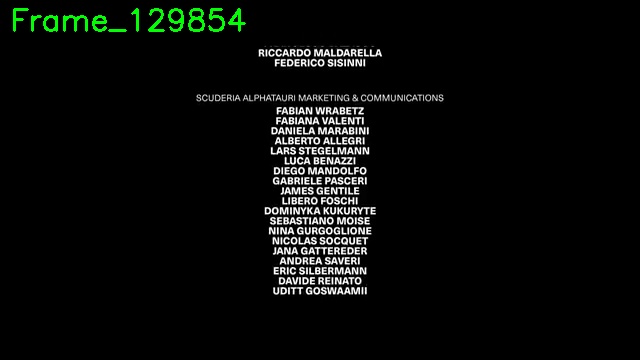 Frame_129854
RICCARDO MALDARELLA
FEDERICO SISINNI
SCUDERIA ALPHATAURI MARKETING & COMMUNICATIONS
FABIAN WRABETZ
FABIANA VALENTI
DANIELA MARABINI
ALBERTO ALLEGRI
LARS STEGELMANN
LUCA BENAZZI
DIEGO MANDOLFO
GABRIELE PASCERI
JAMES GENTILE
LIBERO FOSCHI
DOMINYKA KUKURYTE
SEBASTIANO MOISE
NINA GURGOGLIONE
NICOLAS SOCQUET
JANA GATTEREDER
ANDREA SAVERI
ERIC SILBERMANN
DAVIDE REINATO
UDITT GOSWAAMII